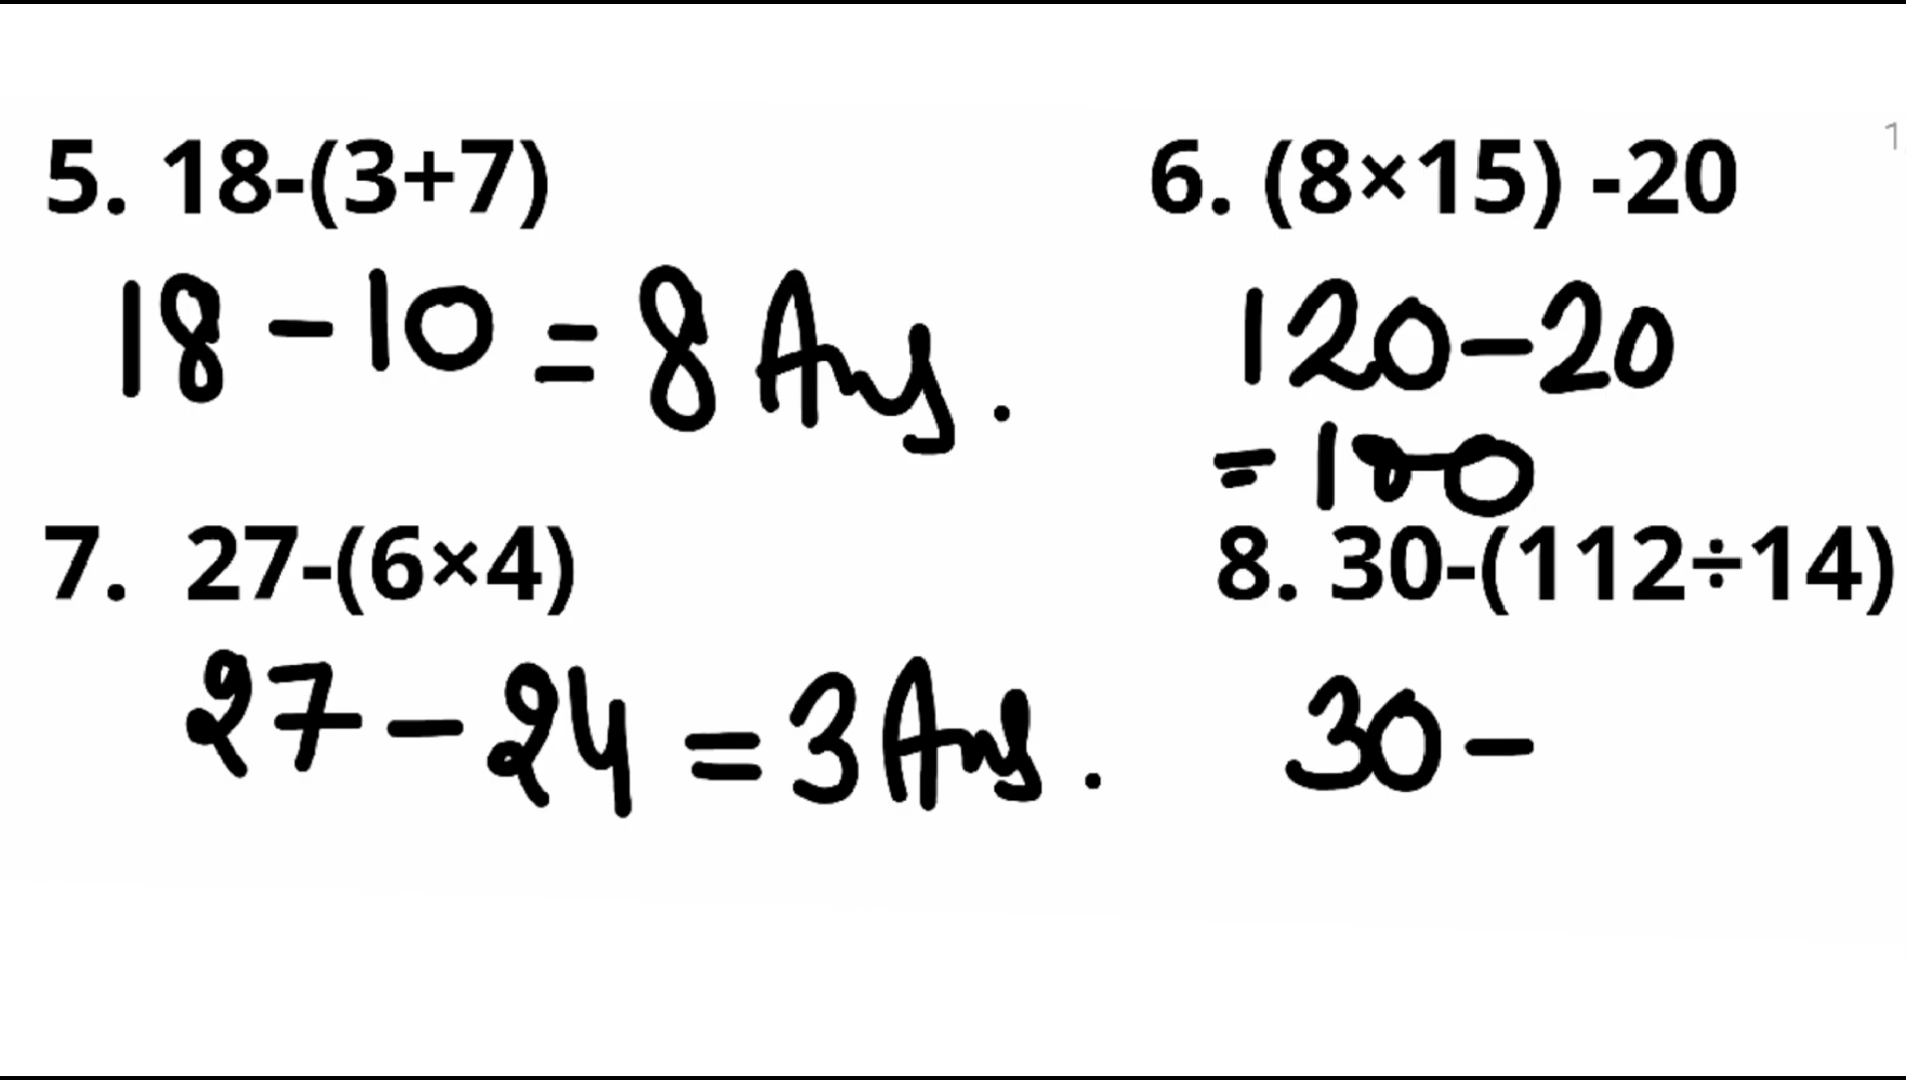 5. 18-(3+7)
18-10=8 Ans.
6. (8×15) -20
120-20
=100
7. 27-(6×4)
27-24=3 Ans.
8. 30-(112÷14)
30-
1